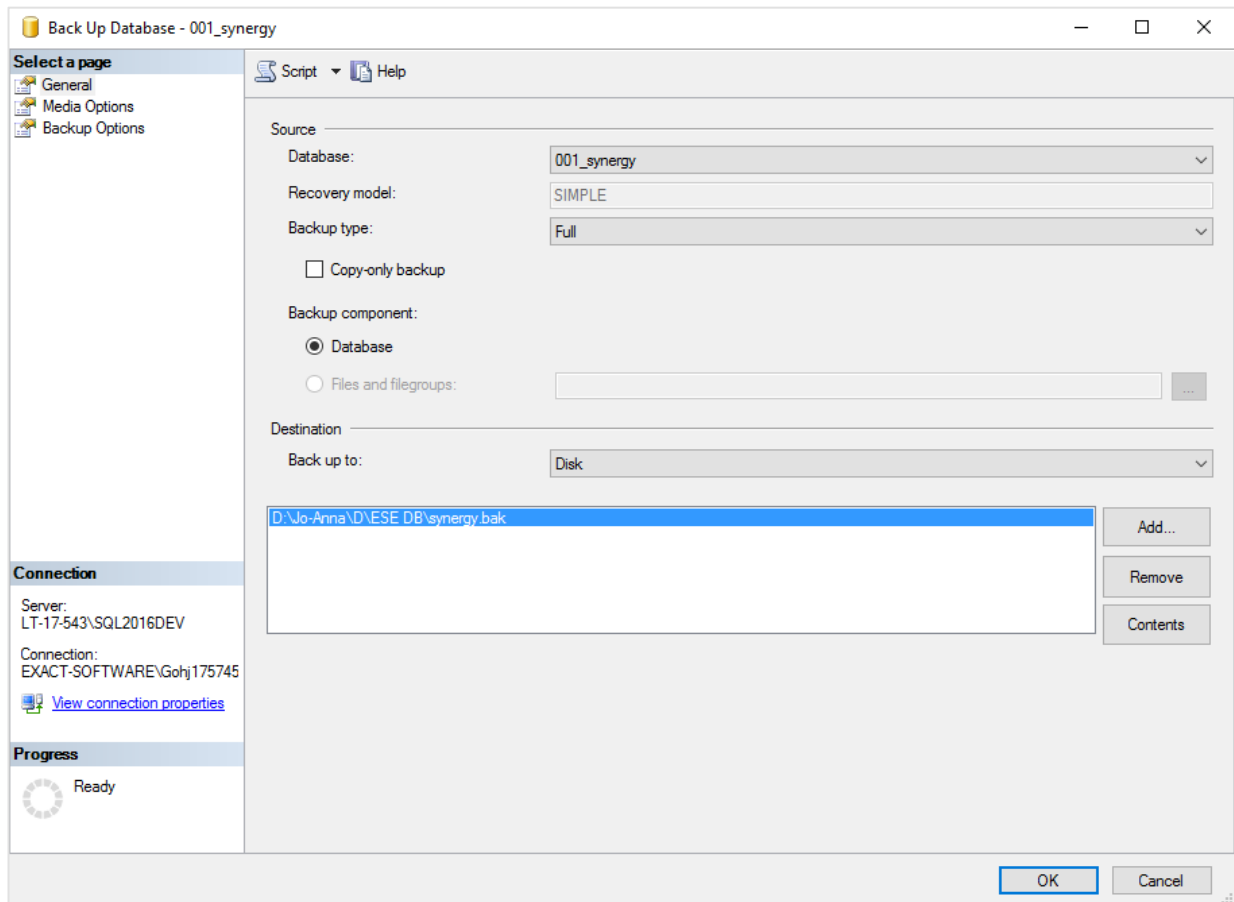 Back Up Database - 001_synergy
Select a page
General
Media Options
Backup Options
Script Help
Source
Database: 001_synergy
Recovery model: SIMPLE
Backup type: Full
Copy-only backup
Backup component:
Database
Files and filegroups: ...
Destination
Back up to: Disk
D:\Jo-Anna\D\ESE DB\synergy.bak
Add...
Remove
Contents
Connection
Server:
LT-17-543\SQL2016DEV
Connection:
EXACT-SOFTWARE\Gohj175745
View connection properties
Progress
Ready
OK Cancel